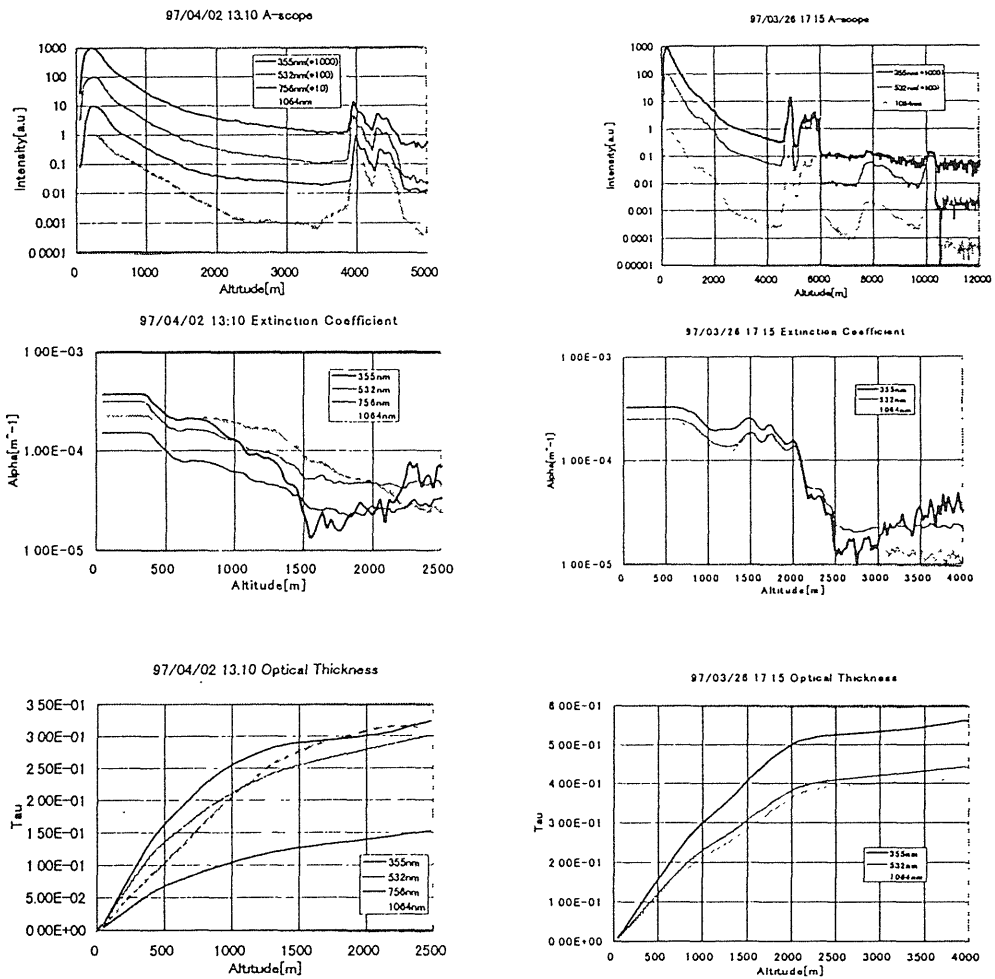 97/04/02 13.10 A-scope
Intensity[a.u]
1000
100
10
1
0.1
0.01
0.001
0 0001
355nm(*1000)
532nm(*100)
756nm(*10)
1064nm
0
1000
2000
3000
4000
5000
Altitude[m]
97/03/26 17 15 A-scope
Intensity[a.u]
1000
100
10
1
0.1
0.01
0.001
0.0001
0.00001
355nm(*1000)
532nm(*100)
1064nm
0
2000
4000
6000
8000
10000
12000
Altitude[m]
97/04/02 13:10 Extinction Coefficient
Alpha[m^-1]
1 00E-03
1.00E-04
1 00E-05
355nm
532nm
756nm
1064nm
0
500
1000
1500
2000
2500
Altitude[m]
97/03/26 17 15 Extinction Coefficient
Alpha[m^-1]
1 00E-03
1 00E-04
1 00E-05
355nm
532nm
1064nm
0
500
1000
1500
2000
2500
3000
3500
4000
Altitude[m]
97/04/02 13.10 Optical Thickness
Tau
3 50E-01
3 00E-01
2 50E-01
2 00E-01
1 50E-01
1 00E-01
5.00E-02
0 00E+00
355nm
532nm
756nm
1064nm
0
500
1000
1500
2000
2500
Altitude[m]
97/03/26 17 15 Optical Thickness
Tau
6 00E-01
5.00E-01
4 00E-01
3.00E-01
2 00E-01
1 00E-01
0 00E+00
355nm
532nm
1064nm
0
500
1000
1500
2000
2500
3000
3500
4000
Altitude[m]